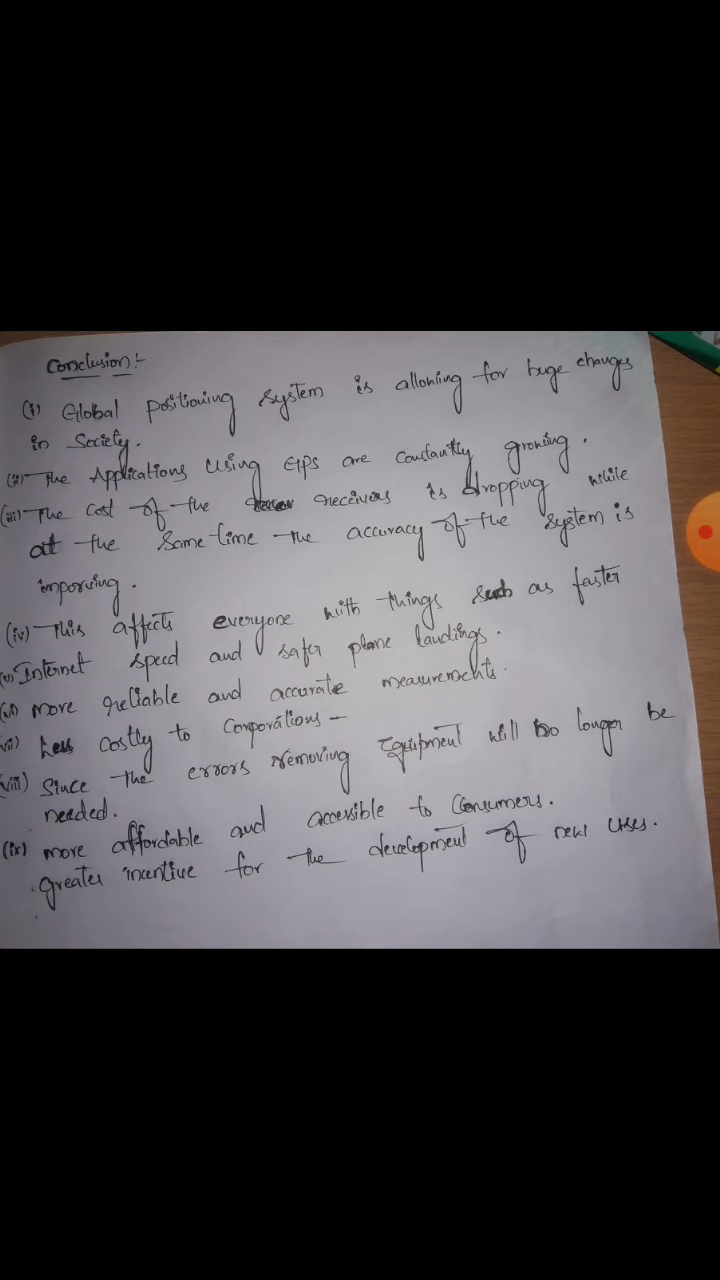 Conclusion:-
(i) Global positioning system is allowing for huge changes
in Society.
(ii) The Applications using GPS are constantly growing.
(iii) The cost of the receivers is dropping while
at the same time the accuracy of the system is
imporving.
(iv) This affects everyone with things such as faster
(v) Internet speed and safer plane landings.
(vi) more reliable and accurate measurements.
(vii) Less costly to Corporations -
(viii) Since the errors removing Equipment will no longer be
needed.
(ix) more affordable and accessible to Consumers.
greater incentive for the development of new uses.